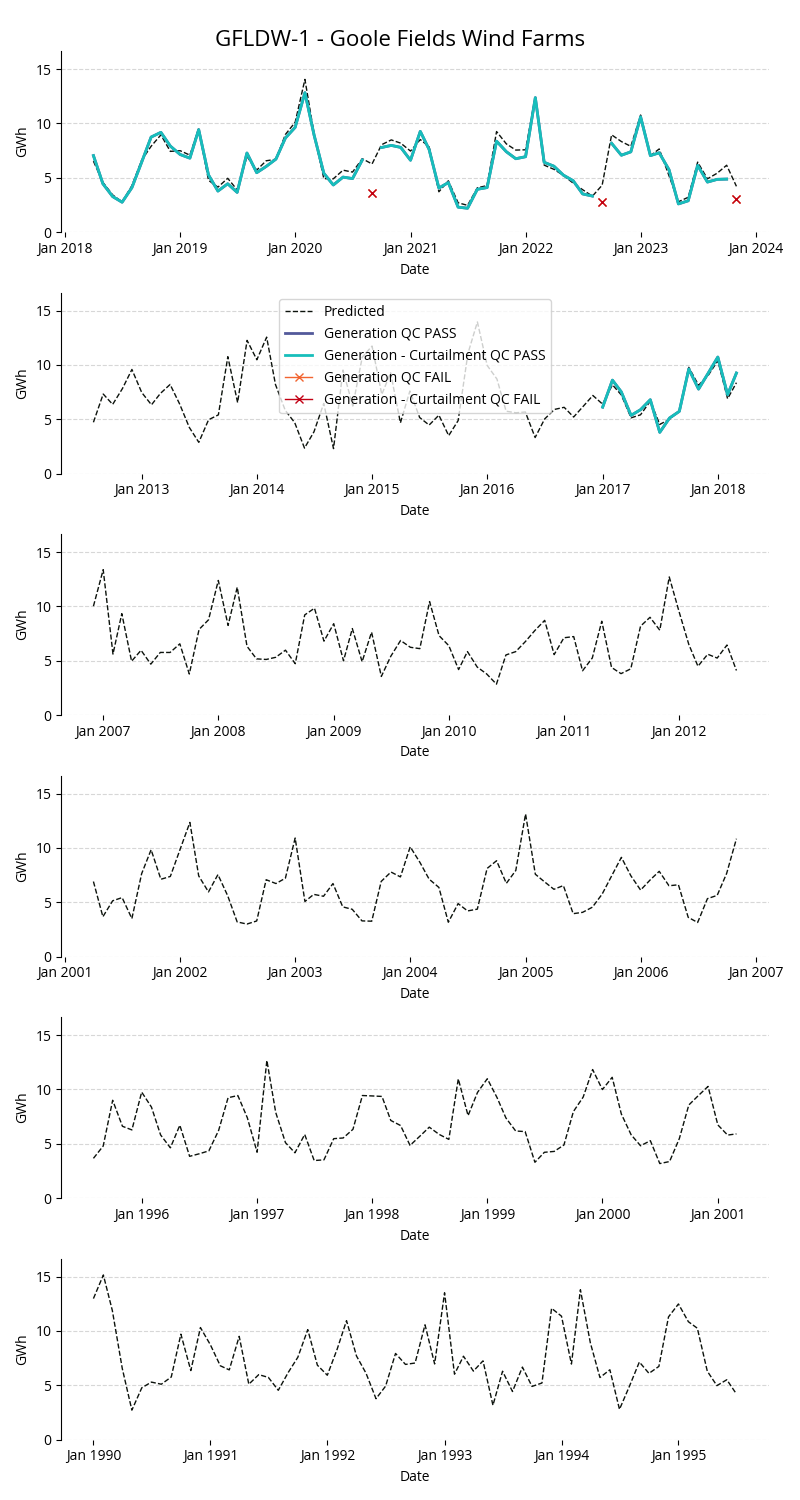 GFLDW-1 - Goole Fields Wind Farms
15
10
5
0
GWh
Jan 2018 Jan 2019 Jan 2020 Jan 2021 Jan 2022 Jan 2023 Jan 2024
Date
Predicted
Generation QC PASS
Generation - Curtailment QC PASS
Generation QC FAIL
Generation - Curtailment QC FAIL
15
10
5
0
GWh
Jan 2013 Jan 2014 Jan 2015 Jan 2016 Jan 2017 Jan 2018
Date
15
10
5
0
GWh
Jan 2007 Jan 2008 Jan 2009 Jan 2010 Jan 2011 Jan 2012
Date
15
10
5
0
GWh
Jan 2001 Jan 2002 Jan 2003 Jan 2004 Jan 2005 Jan 2006 Jan 2007
Date
15
10
5
0
GWh
Jan 1996 Jan 1997 Jan 1998 Jan 1999 Jan 2000 Jan 2001
Date
15
10
5
0
GWh
Jan 1990 Jan 1991 Jan 1992 Jan 1993 Jan 1994 Jan 1995
Date